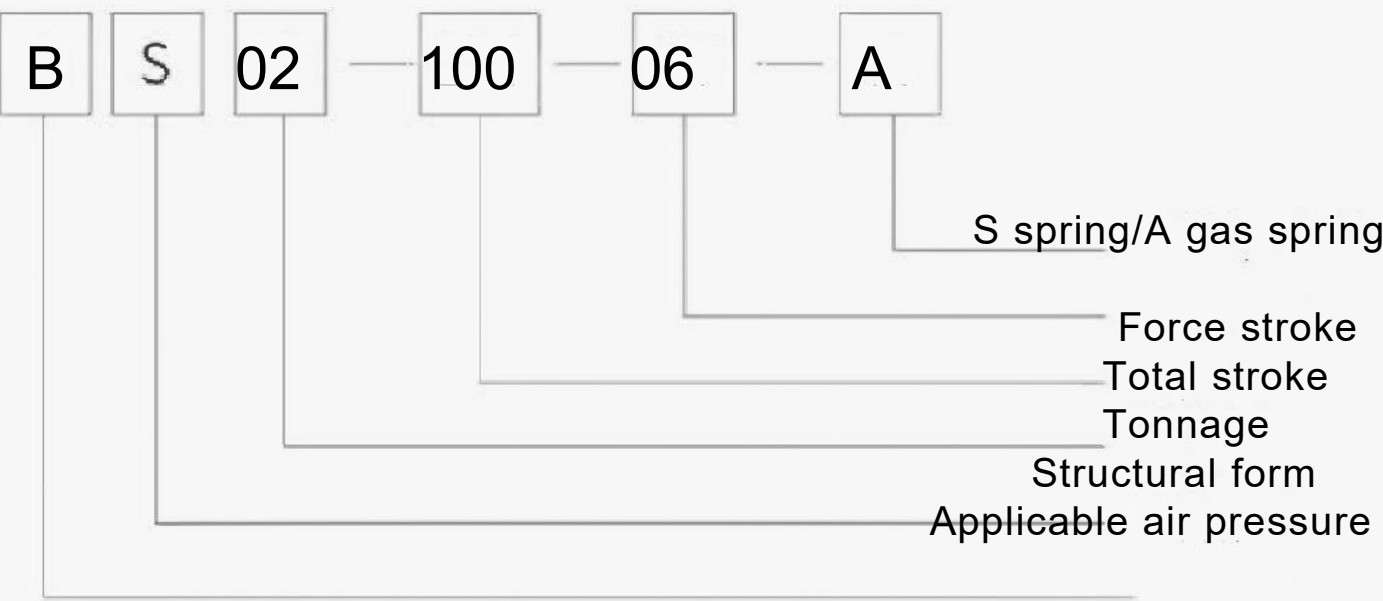 B S 02 — 100 — 06 — A
S spring/A gas spring
Force stroke
Total stroke
Tonnage
Structural form
Applicable air pressure